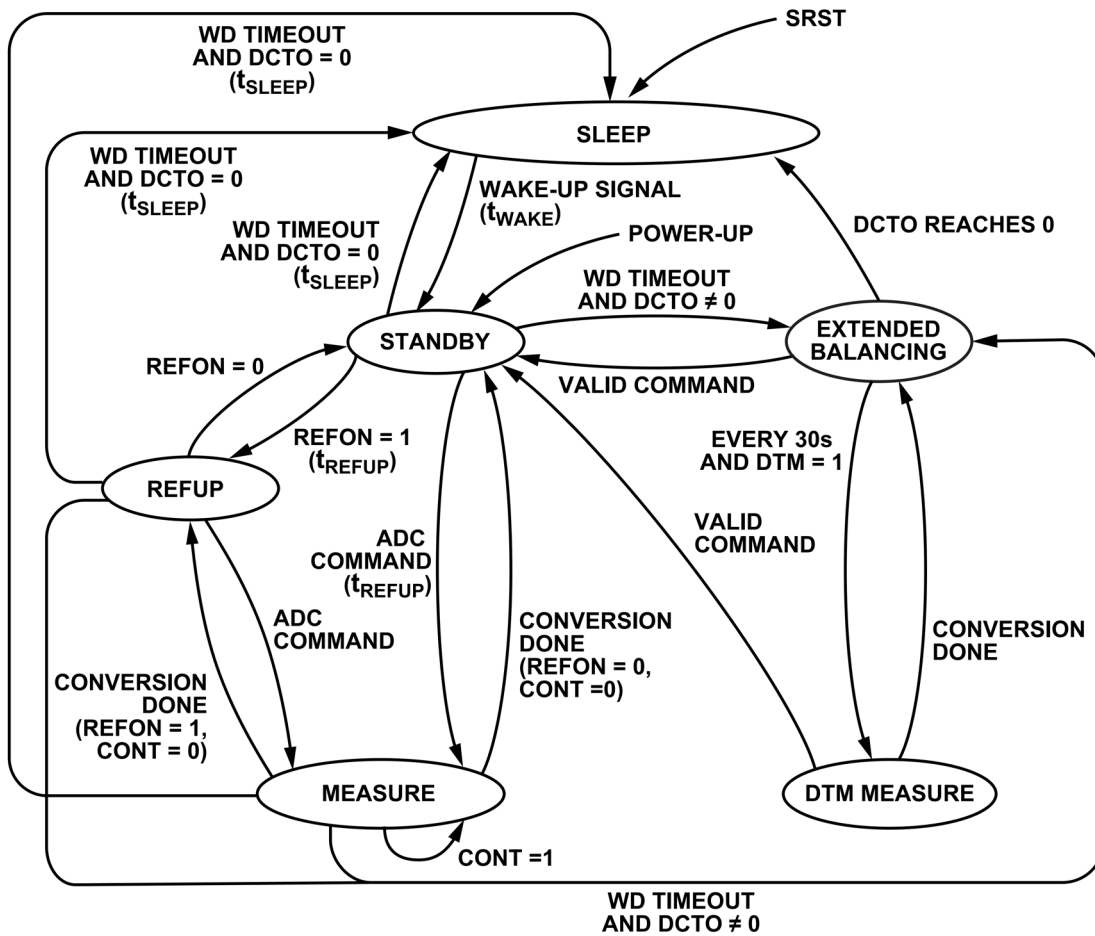 WD TIMEOUT
AND DCTO = 0
(tSLEEP)
SRST
SLEEP
WD TIMEOUT
AND DCTO = 0
(tSLEEP)
WAKE-UP SIGNAL
(tWAKE)
WD TIMEOUT
AND DCTO = 0
(tSLEEP)
POWER-UP
DCTO REACHES 0
WD TIMEOUT
AND DCTO ≠ 0
STANDBY
EXTENDED
BALANCING
REFON = 0
VALID COMMAND
REFON = 1
(tREFUP)
EVERY 30s
AND DTM = 1
REFUP
VALID
COMMAND
ADC
COMMAND
(tREFUP)
ADC
COMMAND
CONVERSION
DONE
(REFON = 0,
CONT =0)
CONVERSION
DONE
CONVERSION
DONE
(REFON = 1,
CONT = 0)
MEASURE
DTM MEASURE
CONT =1
WD TIMEOUT
AND DCTO ≠ 0